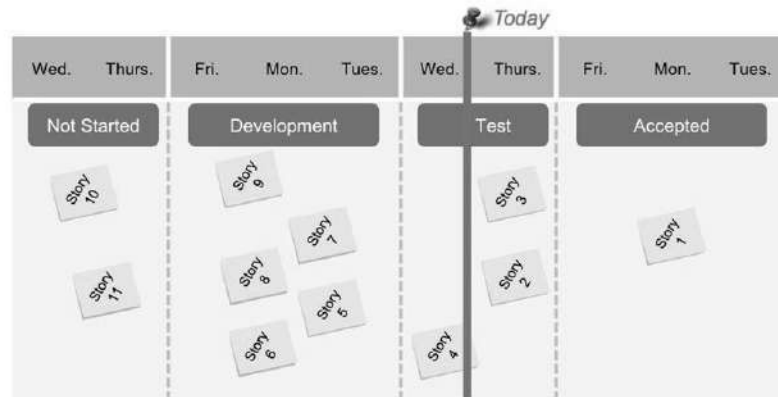 Today
Wed. Thurs. Fri. Mon. Tues. Wed. Thurs. Fri. Mon. Tues.
Not Started Development Test Accepted
Story
10
Story
11
Story
9
Story
7
Story
8
Story
5
Story
6
Story
3
Story
2
Story
4
Story
1